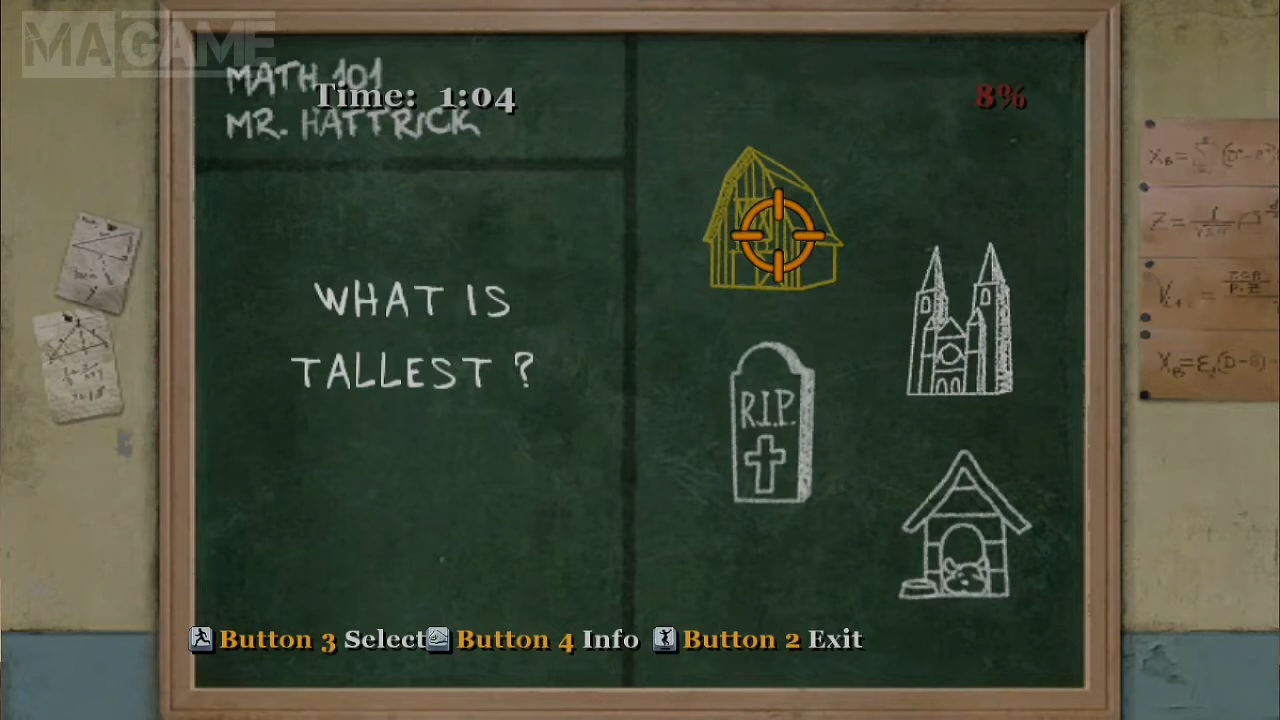 MAGAME
MATH 101
Time: 1:04
8%
MR. HATTRICK
WHAT IS
TALLEST ?
R.I.P.
Button 3 Select Button 4 Info Button 2 Exit